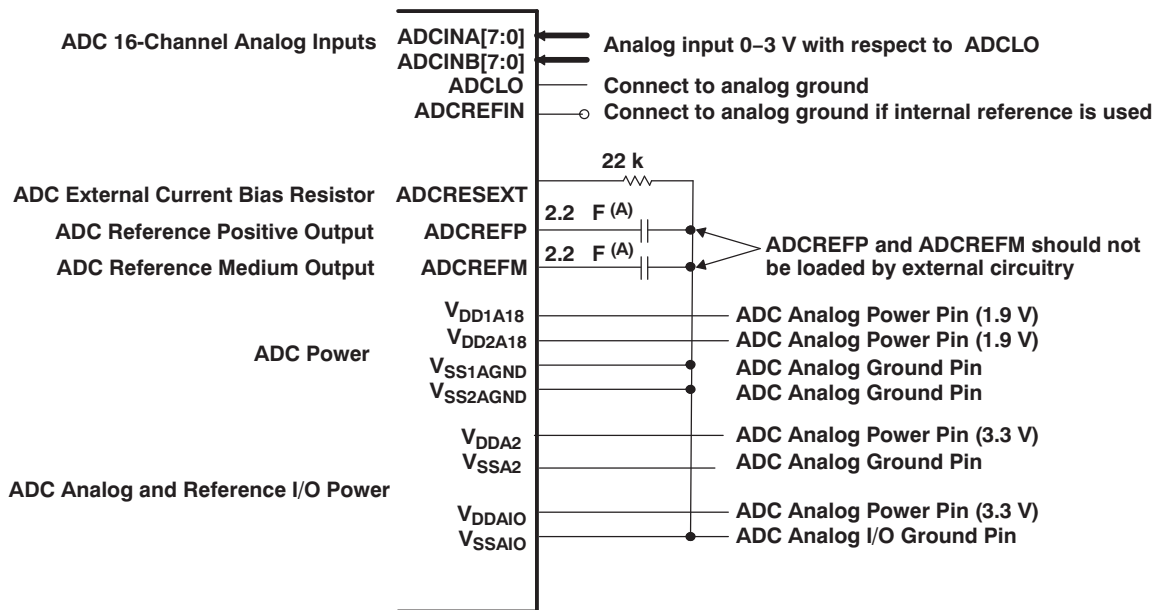 ADC 16-Channel Analog Inputs
ADCINA[7:0]
ADCINB[7:0]
Analog input 0–3 V with respect to ADCLO
ADCLO
Connect to analog ground
ADCREFIN
Connect to analog ground if internal reference is used
22 k
ADC External Current Bias Resistor
ADCRESEXT
2.2 F (A)
ADC Reference Positive Output
ADCREFP
2.2 F (A)
ADC Reference Medium Output
ADCREFM
ADCREFP and ADCREFM should not
be loaded by external circuitry
VDD1A18
ADC Analog Power Pin (1.9 V)
VDD2A18
ADC Analog Power Pin (1.9 V)
ADC Power
VSS1AGND
ADC Analog Ground Pin
VSS2AGND
ADC Analog Ground Pin
VDDA2
ADC Analog Power Pin (3.3 V)
VSSA2
ADC Analog Ground Pin
ADC Analog and Reference I/O Power
VDDAIO
ADC Analog Power Pin (3.3 V)
VSSAIO
ADC Analog I/O Ground Pin